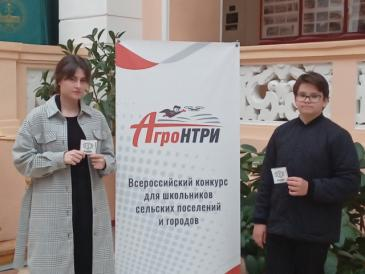 АгроНТРИ
Всероссийский конкурс
для школьников
сельских поселений
и городов